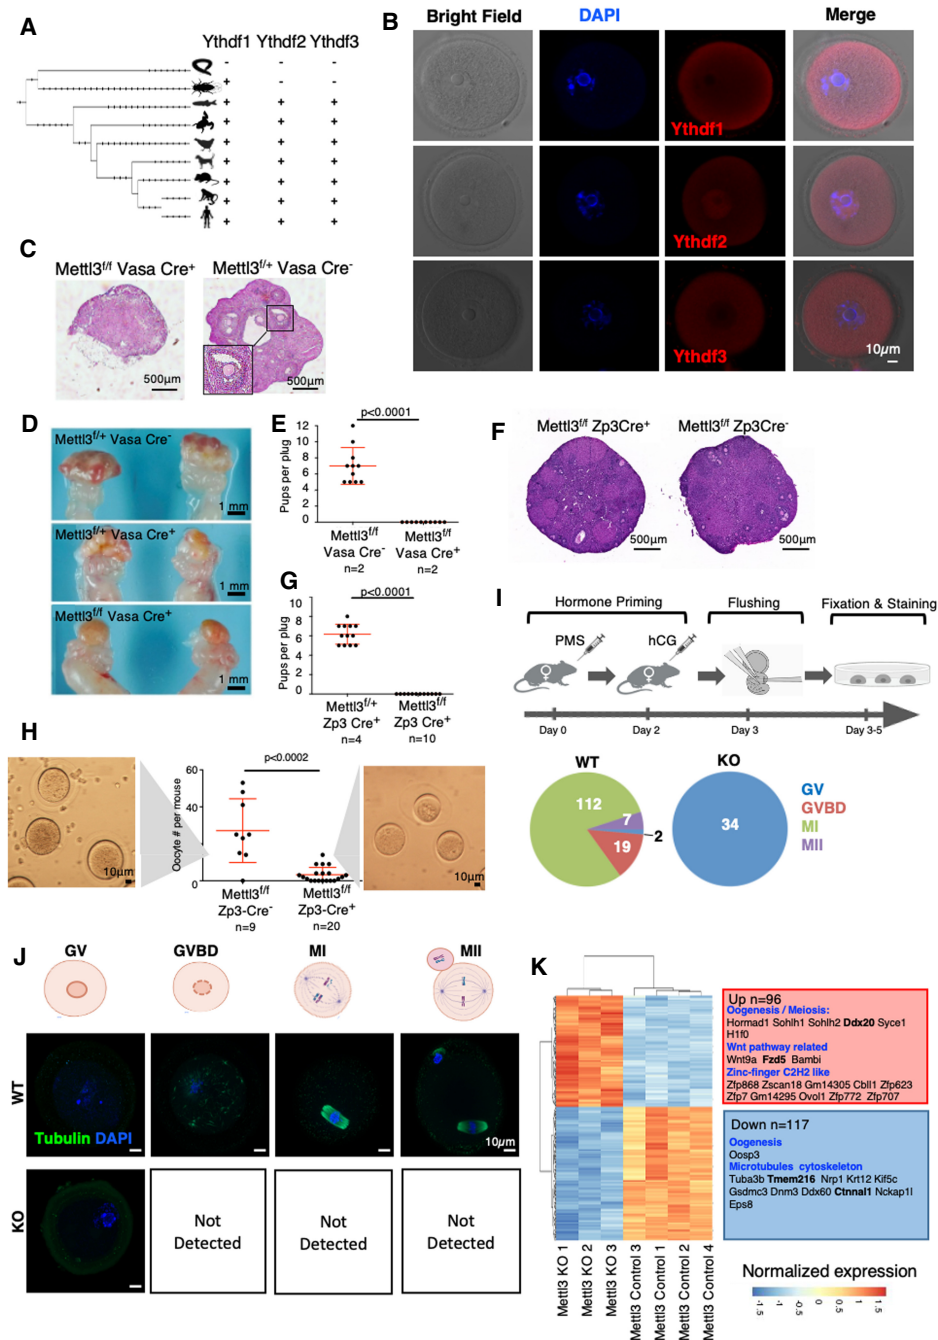 A
Ythdf1 Ythdf2 Ythdf3
- - -
+ - -
+ + +
+ + +
+ + +
+ + +
+ + +
+ + +
+ + +
B
Bright Field DAPI Merge
Ythdf1
Ythdf2
Ythdf3
10µm
C
Mettl3f/f Vasa Cre+ Mettl3f/+ Vasa Cre-
500µm 500µm
D
Mettl3f/+ Vasa Cre-
1 mm
Mettl3f/+ Vasa Cre+
1 mm
Mettl3f/f Vasa Cre+
1 mm
E
p<0.0001
Pups per plug
12
10
8
6
4
2
0
Mettl3f/f Mettl3f/f
Vasa Cre- Vasa Cre+
n=2 n=2
F
Mettl3f/f Zp3Cre+ Mettl3f/f Zp3Cre-
500µm 500µm
G
p<0.0001
Pups per plug
10
8
6
4
2
0
Mettl3f/+ Mettl3f/f
Zp3 Cre+ Zp3 Cre+
n=4 n=10
H
10µm
p<0.0002
Oocyte # per mouse
60
40
20
0
Mettl3f/f Mettl3f/f
Zp3-Cre- Zp3-Cre+
n=9 n=20
10µm
I
Hormone Priming Flushing Fixation & Staining
PMS hCG
Day 0 Day 2 Day 3 Day 3-5
WT KO
112
7
2
19
34
GV
GVBD
MI
MII
J
GV GVBD MI MII
WT
Tubulin DAPI
10µm
KO
Not
Detected
Not
Detected
Not
Detected
K
Up n=96
Oogenesis / Meiosis:
Hormad1 Sohlh1 Sohlh2 Ddx20 Syce1
H1f0
Wnt pathway related
Wnt9a Fzd5 Bambi
Zinc-finger C2H2 like
Zfp868 Zscan18 Gm14305 Cbll1 Zfp623
Zfp7 Gm14295 Ovol1 Zfp772 Zfp707
Down n=117
Oogenesis
Oosp3
Microtubules cytoskeleton
Tuba3b Tmem216 Nrp1 Krt12 Kif5c
Gsdmc3 Dnm3 Ddx60 Ctnnal1 Nckap1l
Eps8
Mettl3 KO 1
Mettl3 KO 2
Mettl3 KO 3
Mettl3 Control 3
Mettl3 Control 1
Mettl3 Control 2
Mettl3 Control 4
Normalized expression
-1.5 -1 -0.5 0 0.5 1 1.5